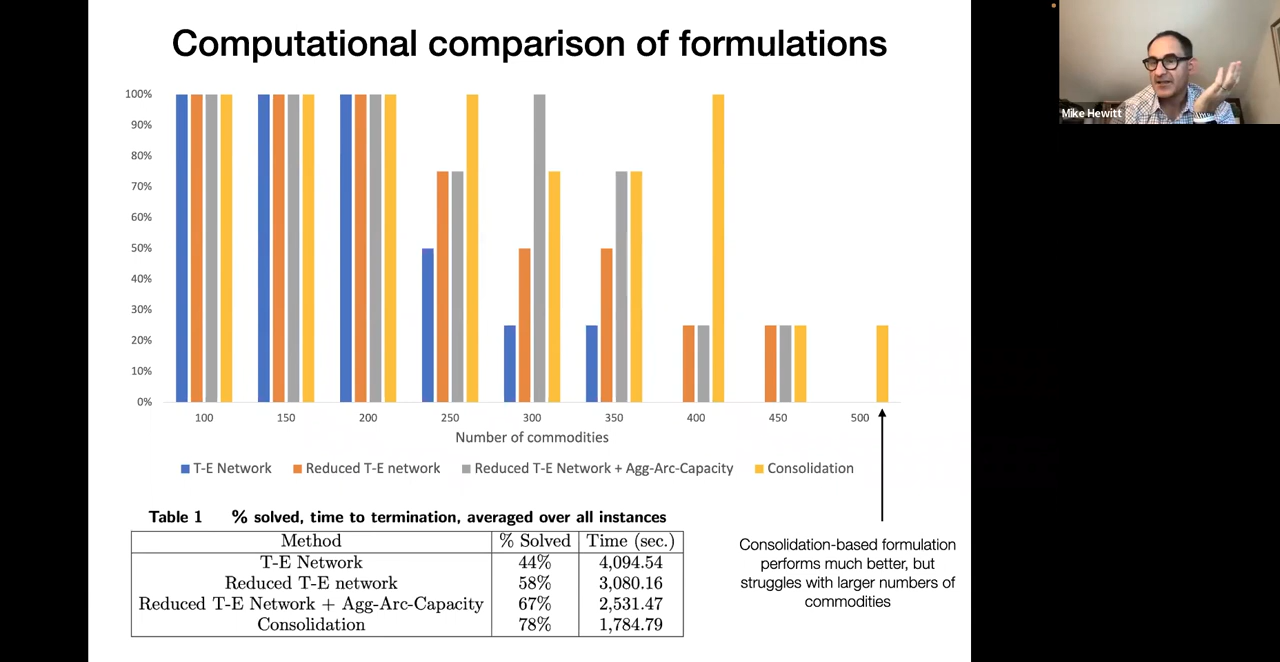 Computational comparison of formulations
Mike Hewitt
100%
90%
80%
70%
60%
50%
40%
30%
20%
10%
0%
100 150 200 250 300 350 400 450 500
Number of commodities
T-E Network Reduced T-E network Reduced T-E Network + Agg-Arc-Capacity Consolidation
Table 1 % solved, time to termination, averaged over all instances
Method % Solved Time (sec.)
T-E Network 44% 4,094.54
Reduced T-E network 58% 3,080.16
Reduced T-E Network + Agg-Arc-Capacity 67% 2,531.47
Consolidation 78% 1,784.79
Consolidation-based formulation
performs much better, but
struggles with larger numbers of
commodities